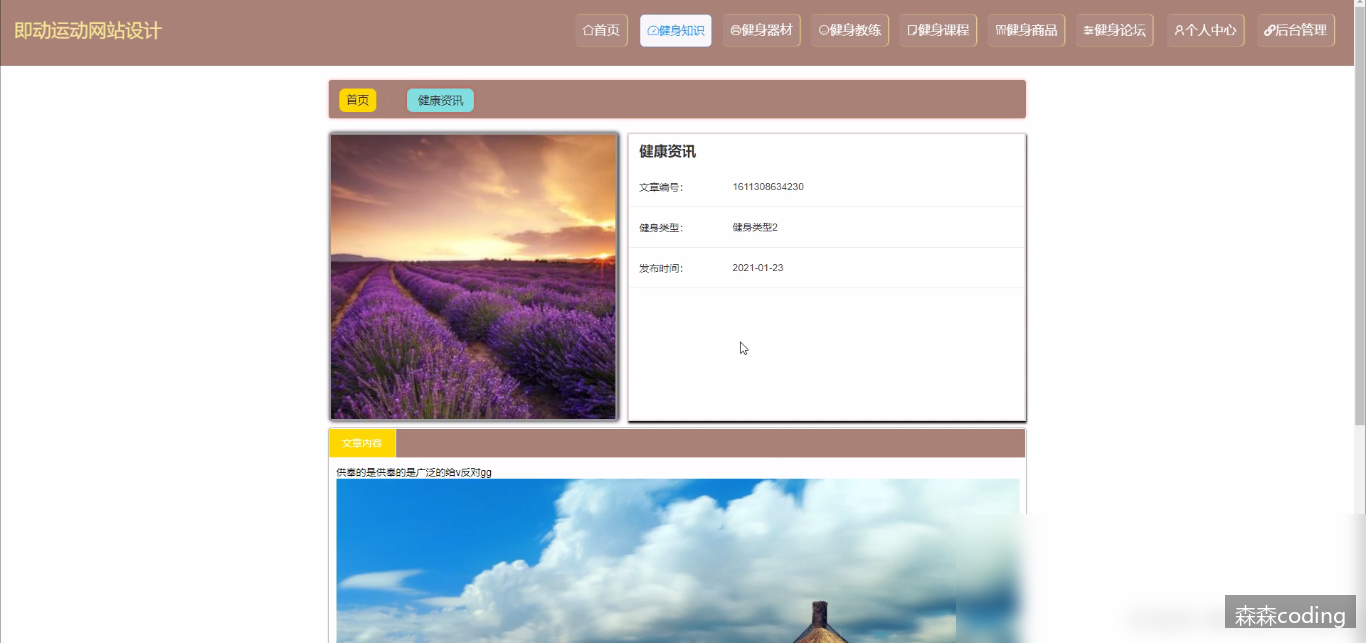 即动运动网站设计
首页 健身知识 健身器材 健身教练 健身课程 健身商品 健身论坛 个人中心 后台管理
首页 健康资讯
健康资讯
文章编号： 1611308634230
健身类型： 健身类型2
发布时间： 2021-01-23
文章内容
供奉的是供奉的是广泛的给v反对gg
森森coding